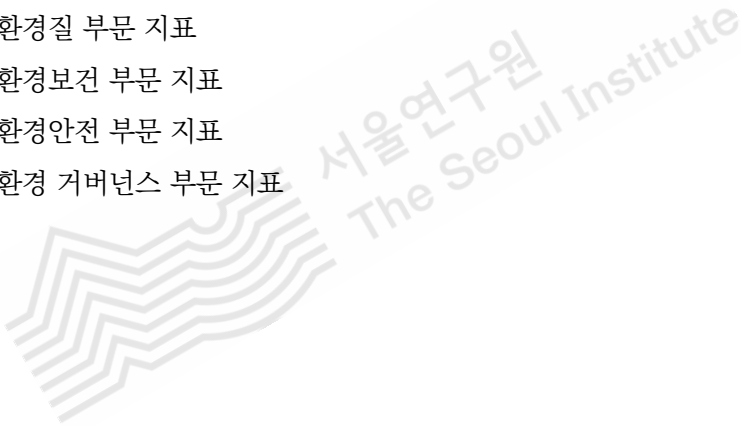 환경질 부문 지표
환경보건 부문 지표
환경안전 부문 지표
환경 거버넌스 부문 지표
서울연구원
The Seoul Institute